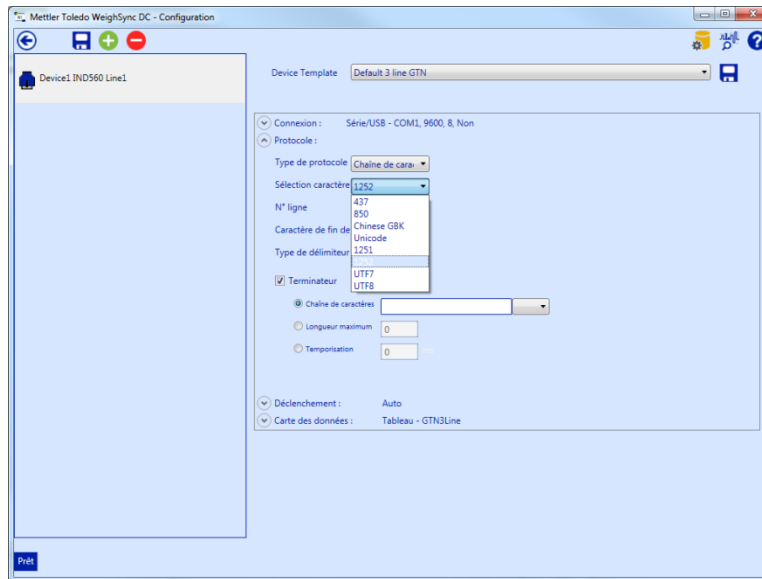 Mettler Toledo WeighSync DC - Configuration
Device1 IND560 Line1
Device Template Default 3 line GTN
Connexion : Série/USB - COM1, 9600, 8, Non
Protocole :
Type de protocole Chaîne de cara
Sélection caractère 1252
437
N° ligne
850
Chinese GBK
Caractère de fin de
Unicode
1251
Type de délimiteur
1252
UTF7
Terminateur
UTF8
Chaîne de caractères
Longueur maximum 0
Temporisation 0
Déclenchement : Auto
Carte des données : Tableau - GTN3Line
Prêt